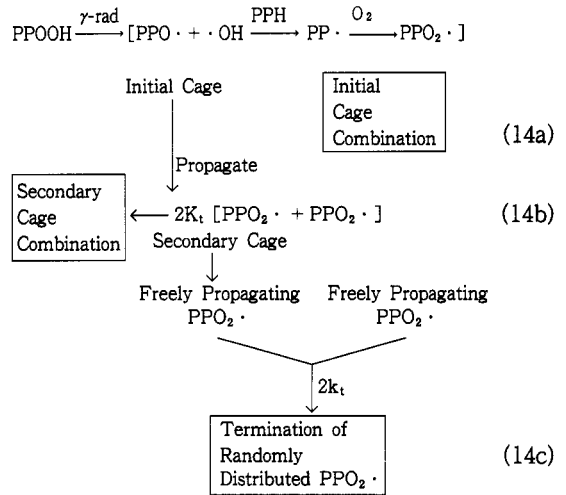 PPOOH —γ-rad→ [PPO· + ·OH —PPH→ PP· —O₂→ PPO₂·]
Initial Cage
Initial
Cage
Combination
(14a)
Propagate
Secondary
Cage
Combination
← 2Kₜ [PPO₂· + PPO₂·]
(14b)
Secondary Cage
Freely Propagating
PPO₂·
Freely Propagating
PPO₂·
2kₜ
Termination of
Randomly
Distributed PPO₂·
(14c)